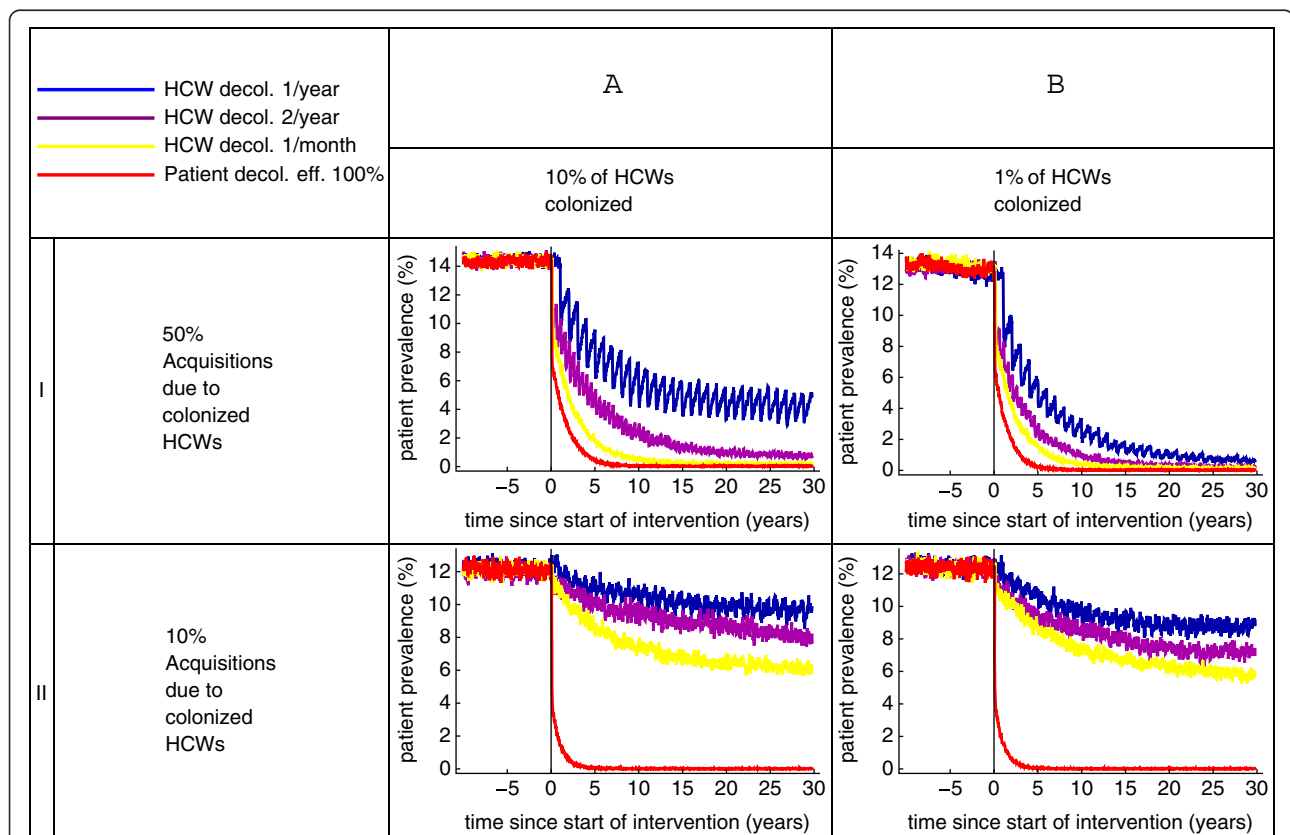 HCW decol. 1/year
HCW decol. 2/year
HCW decol. 1/month
Patient decol. eff. 100%
A
B
10% of HCWs
colonized
1% of HCWs
colonized
I
50%
Acquisitions
due to
colonized
HCWs
patient prevalence (%)
14
12
10
8
6
4
2
0
−5 0 5 10 15 20 25 30
time since start of intervention (years)
patient prevalence (%)
14
12
10
8
6
4
2
0
−5 0 5 10 15 20 25 30
time since start of intervention (years)
II
10%
Acquisitions
due to
colonized
HCWs
patient prevalence (%)
12
10
8
6
4
2
0
−5 0 5 10 15 20 25 30
time since start of intervention (years)
patient prevalence (%)
12
10
8
6
4
2
0
−5 0 5 10 15 20 25 30
time since start of intervention (years)